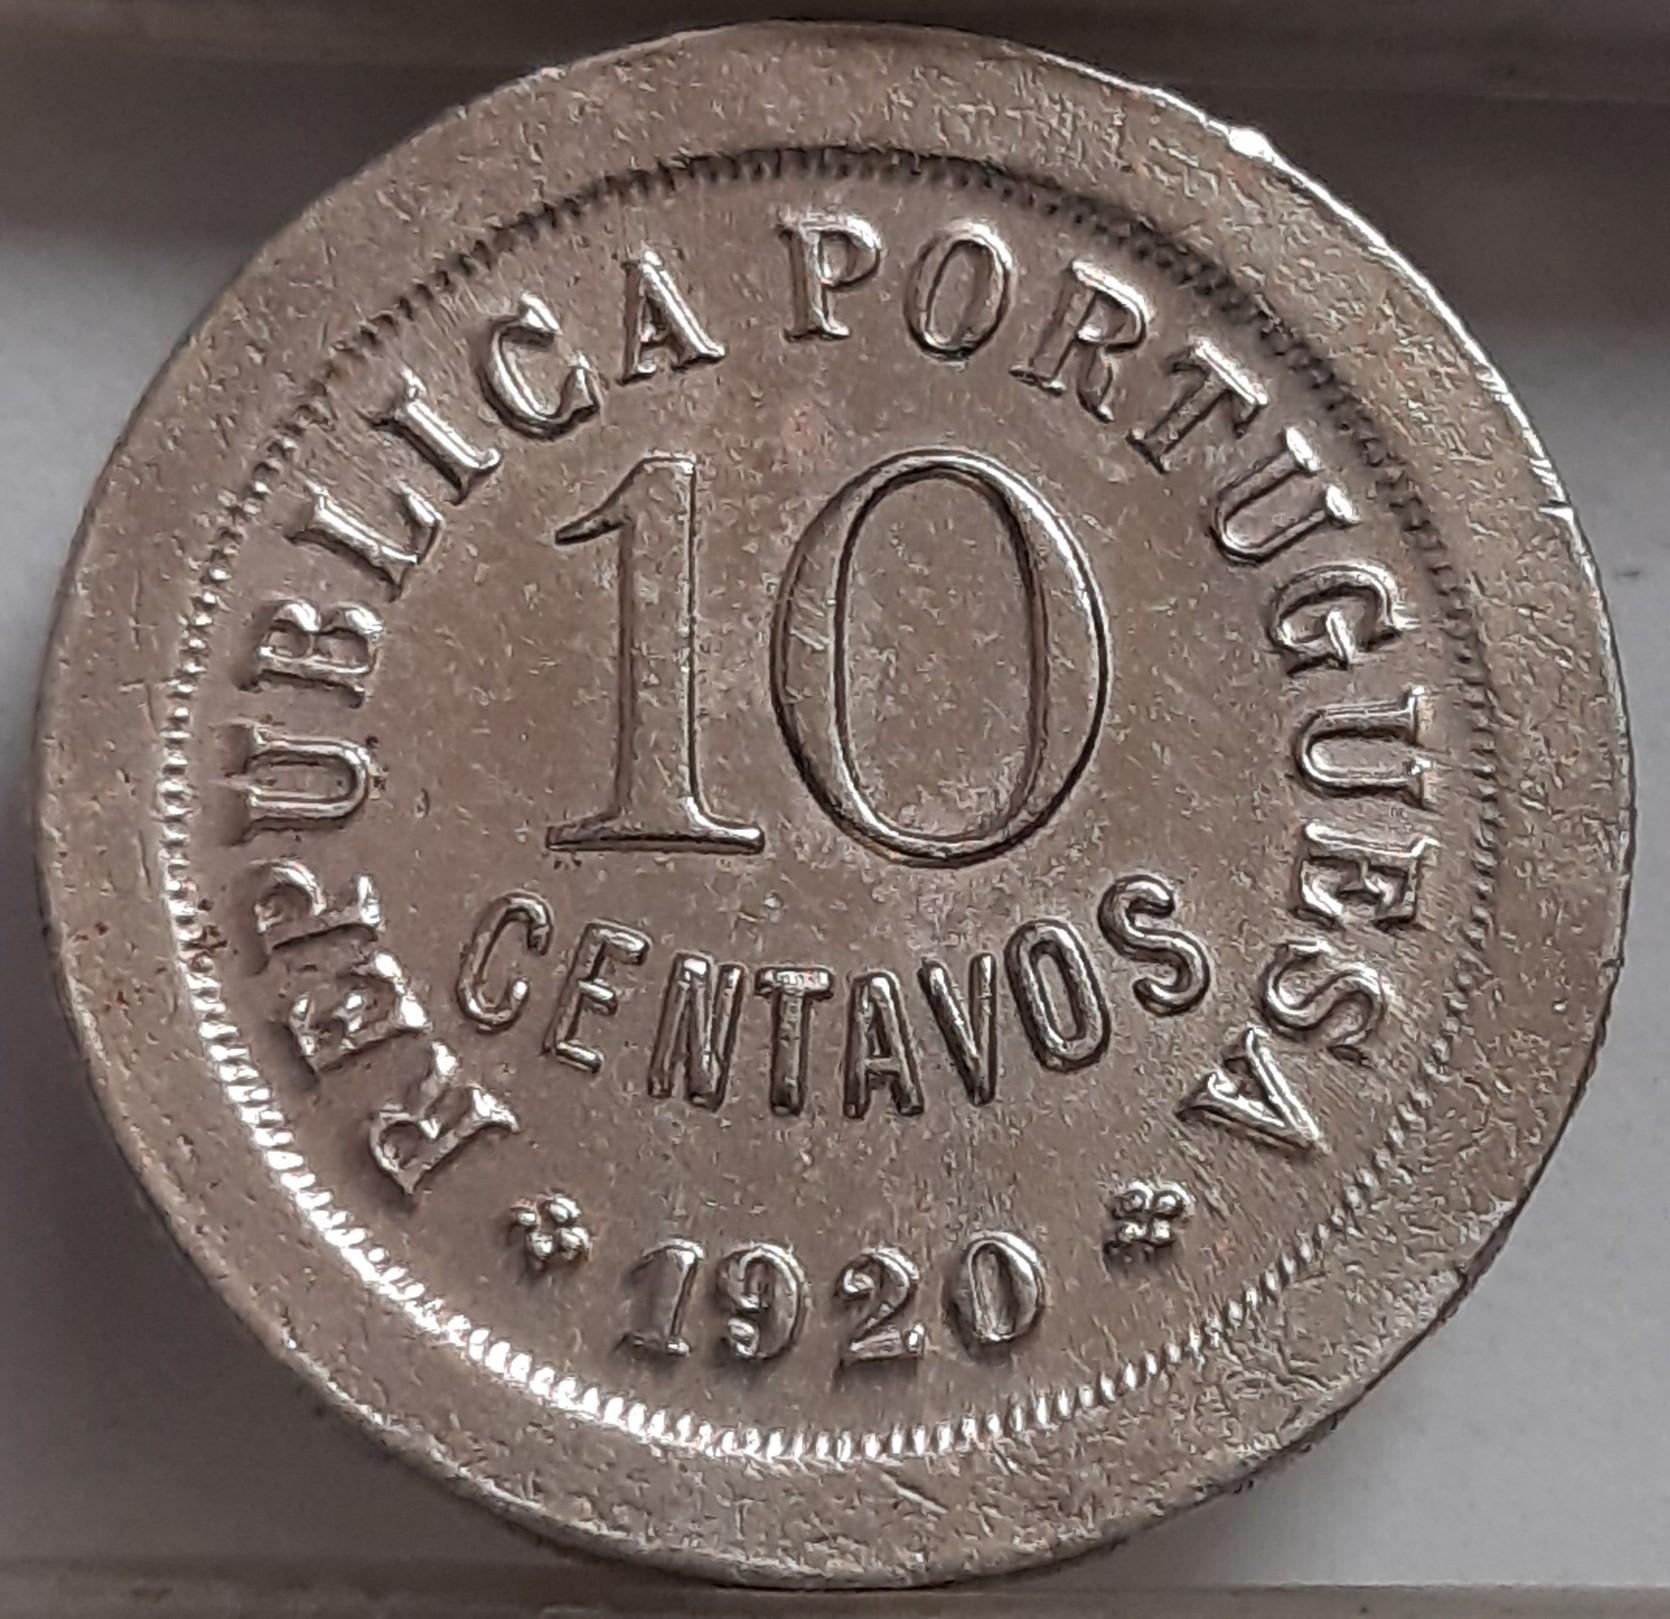 REPUBLICA PORTUGUESA
10
CENTAVOS
1920